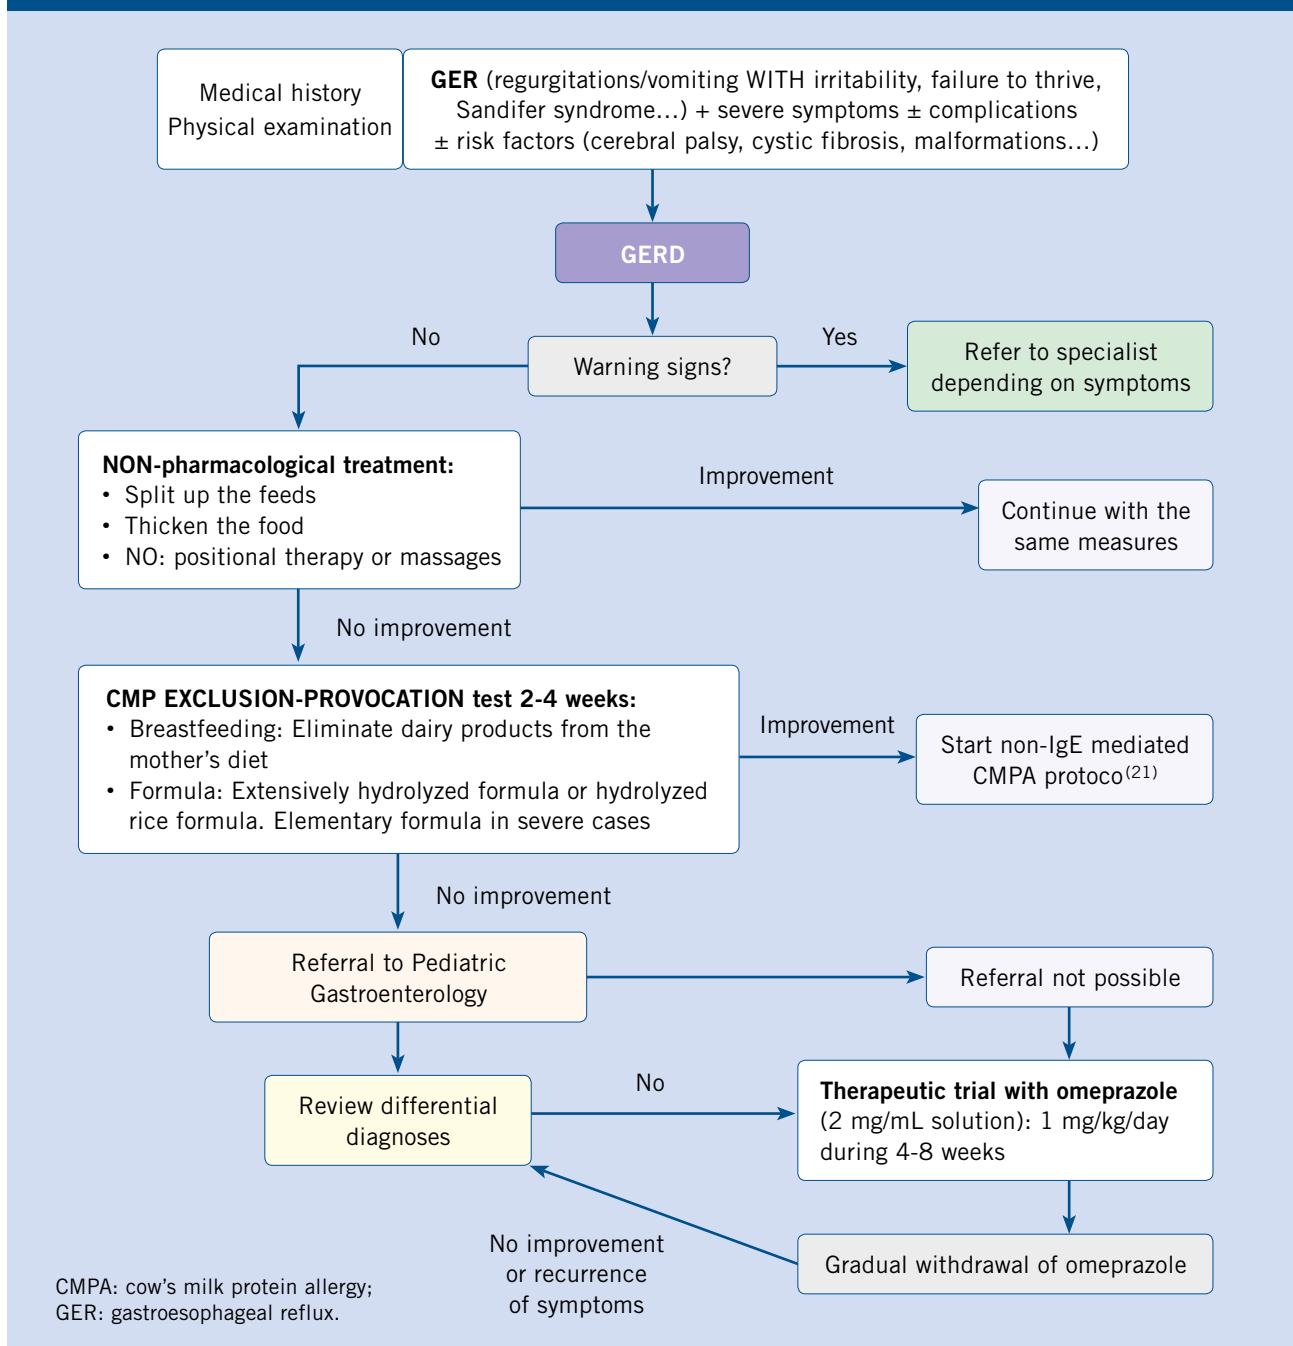 Medical history
Physical examination
GER (regurgitations/vomiting WITH irritability, failure to thrive,
Sandifer syndrome…) + severe symptoms ± complications
± risk factors (cerebral palsy, cystic fibrosis, malformations…)
GERD
No
Warning signs?
Yes
Refer to specialist
depending on symptoms
NON-pharmacological treatment:
• Split up the feeds
• Thicken the food
• NO: positional therapy or massages
Improvement
Continue with the
same measures
No improvement
CMP EXCLUSION-PROVOCATION test 2-4 weeks:
• Breastfeeding: Eliminate dairy products from the
mother's diet
• Formula: Extensively hydrolyzed formula or hydrolyzed
rice formula. Elementary formula in severe cases
Improvement
Start non-IgE mediated
CMPA protoco(21)
No improvement
Referral to Pediatric
Gastroenterology
Referral not possible
Review differential
diagnoses
No
Therapeutic trial with omeprazole
(2 mg/mL solution): 1 mg/kg/day
during 4-8 weeks
No improvement
or recurrence
of symptoms
Gradual withdrawal of omeprazole
CMPA: cow's milk protein allergy;
GER: gastroesophageal reflux.